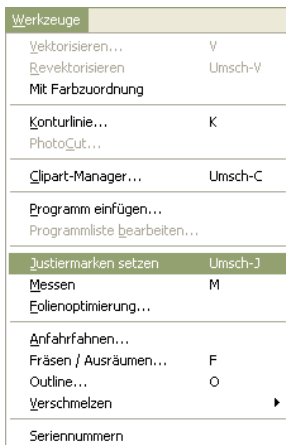 Werkzeuge
Vektorisieren... V
Revektorisieren Umsch-V
Mit Farbzuordnung
Konturlinie... K
PhotoCut...
Clipart-Manager... Umsch-C
Programm einfügen...
Programmliste bearbeiten...
Justiermarken setzen Umsch-J
Messen M
Folienoptimierung...
Anfahrfahnen...
Fräsen / Ausräumen... F
Outline... O
Verschmelzen
Seriennummern